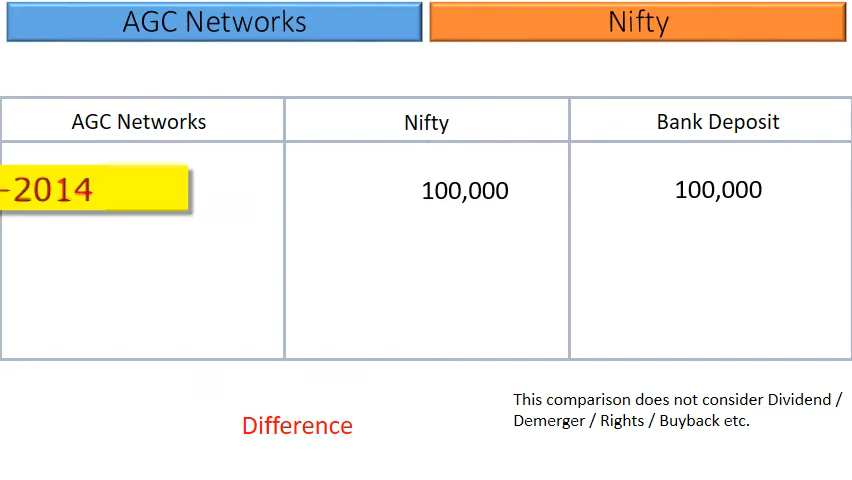 AGC Networks
Nifty
AGC Networks
Nifty
Bank Deposit
-2014
100,000
100,000
This comparison does not consider Dividend /
Demerger / Rights / Buyback etc.
Difference